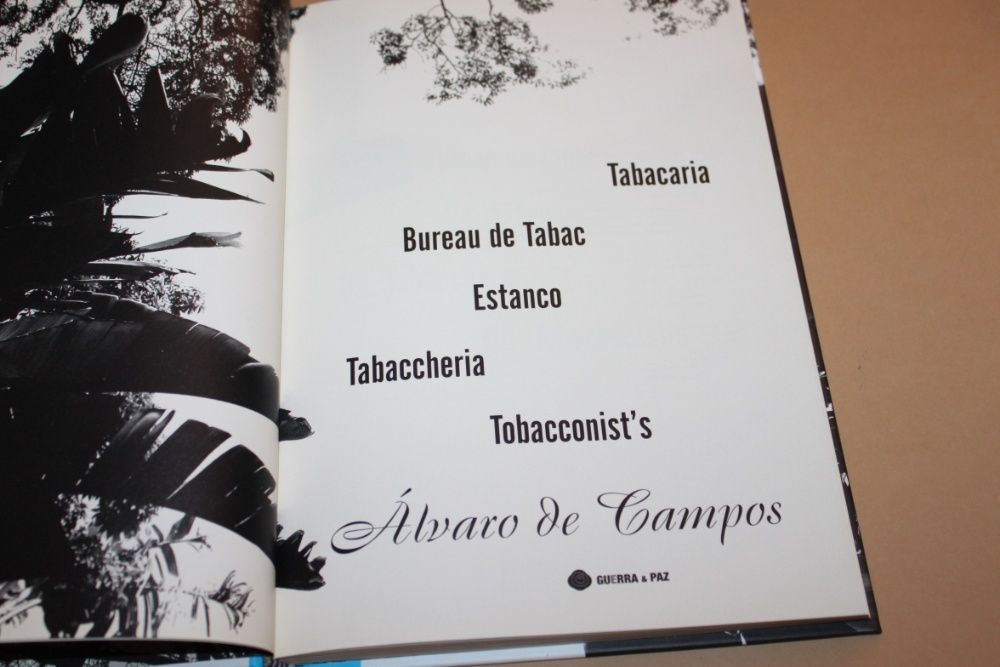 Tabacaria
Bureau de Tabac
Estanco
Tabaccheria
Tobacconist's
Álvaro de Campos
GUERRA & PAZ